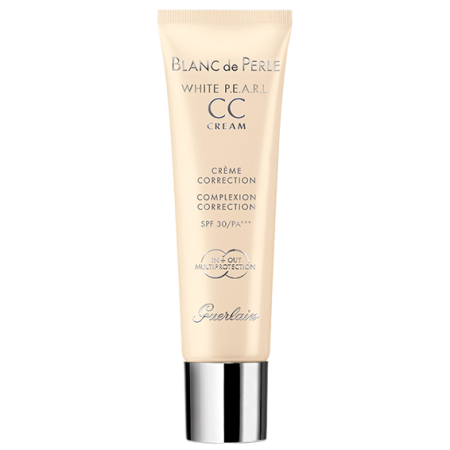 BLANC de PERLE
WHITE P.E.A.R.L.
CC
CREAM
CRÈME
CORRECTION
COMPLEXION
CORRECTION
SPF 30/PA+++
IN + OUT
MULTIPROTECTION
Guerlain